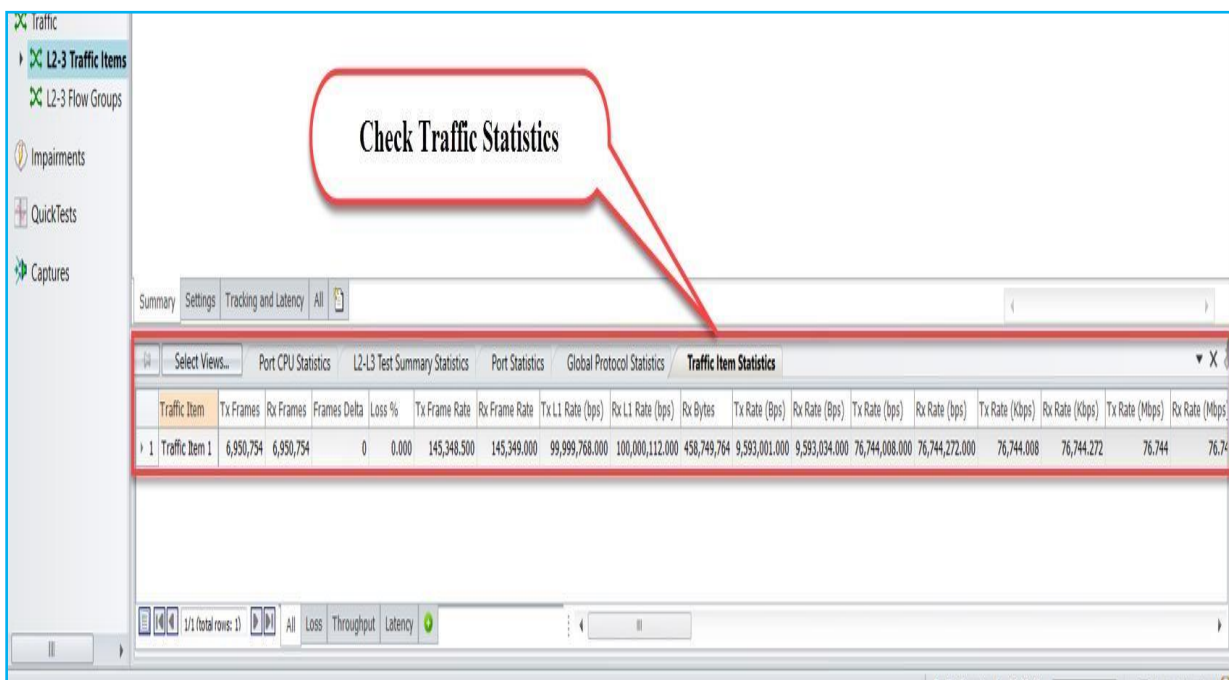 Traffic
L2-3 Traffic Items
L2-3 Flow Groups
Impairments
QuickTests
Captures
Check Traffic Statistics
Summary Settings Tracking and Latency All
Select Views... Port CPU Statistics L2-L3 Test Summary Statistics Port Statistics Global Protocol Statistics Traffic Item Statistics
Traffic Item Tx Frames Rx Frames Frames Delta Loss % Tx Frame Rate Rx Frame Rate Tx L1 Rate (bps) Rx L1 Rate (bps) Rx Bytes Tx Rate (Bps) Rx Rate (Bps) Tx Rate (bps) Rx Rate (bps) Tx Rate (Kbps) Rx Rate (Kbps) Tx Rate (Mbps) Rx Rate (Mbps
1 Traffic Item 1 6,950,754 6,950,754 0 0.000 145,348.500 145,349.000 99,999,768.000 100,000,112.000 458,749,764 9,593,001.000 9,593,034.000 76,744,008.000 76,744,272.000 76,744.008 76,744.272 76.744 76.74
1/1 (total rows: 1) All Loss Throughput Latency